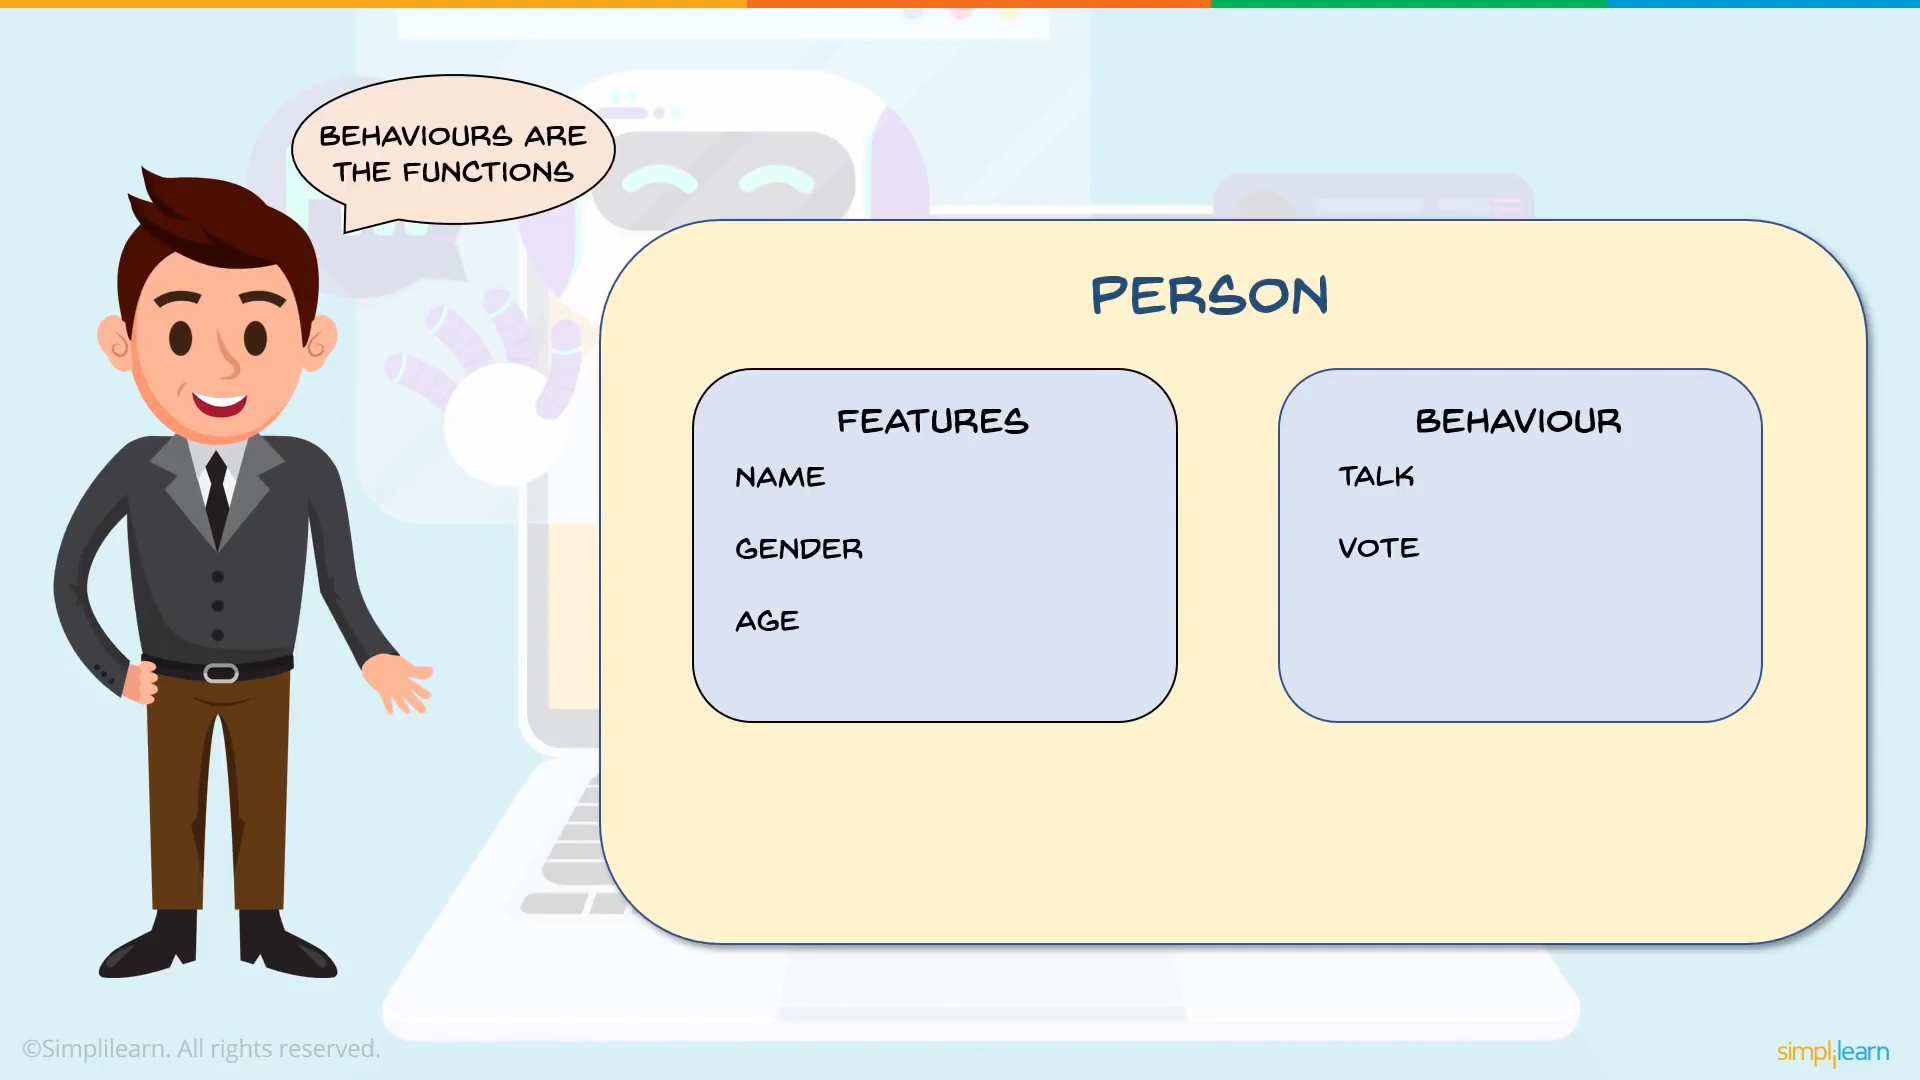 BEHAVIOURS ARE
THE FUNCTIONS
PERSON
FEATURES
NAME
GENDER
AGE
BEHAVIOUR
TALK
VOTE
©Simplilearn. All rights reserved.
simplilearn